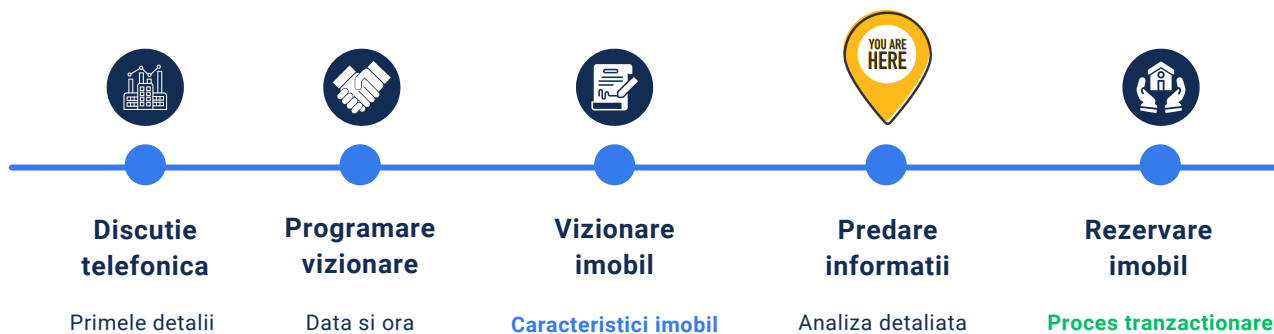 YOU ARE
HERE
Discutie
telefonica
Primele detalii
Programare
vizionare
Data si ora
Vizionare
imobil
Caracteristici imobil
Predare
informatii
Analiza detaliata
Rezervare
imobil
Proces tranzactionare